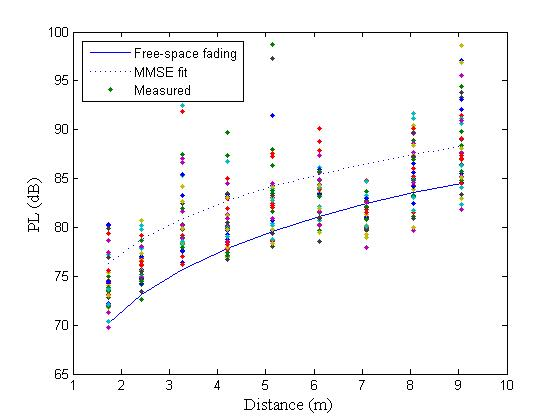 100
95
90
85
80
75
70
65
PL (dB)
Free-space fading
MMSE fit
Measured
1 2 3 4 5 6 7 8 9 10
Distance (m)